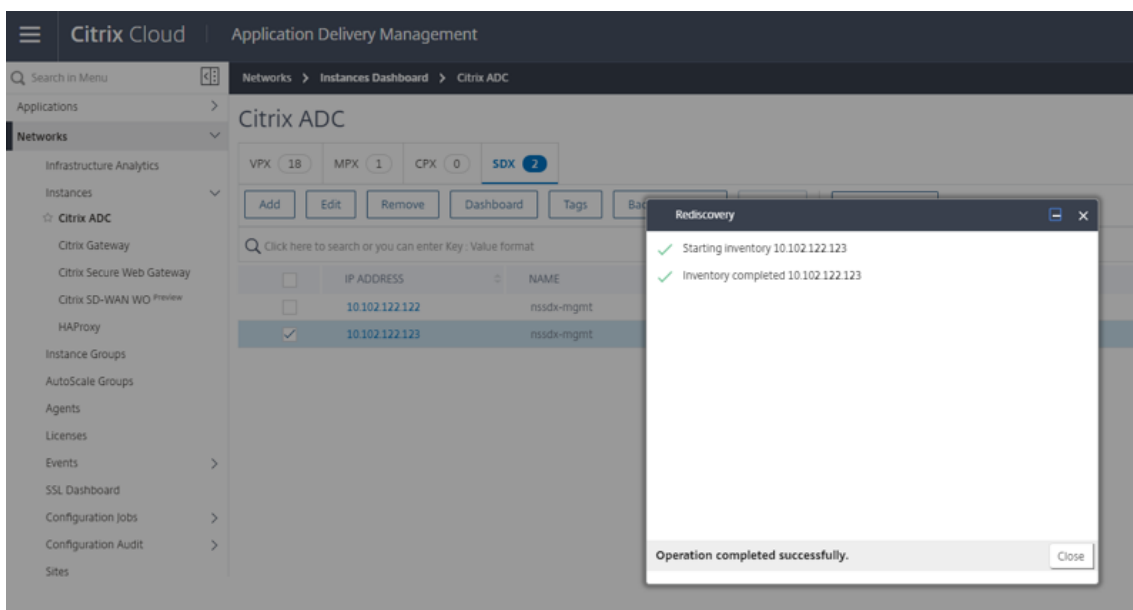 Citrix Cloud
Application Delivery Management
Search in Menu
Networks > Instances Dashboard > Citrix ADC
Applications
Networks
Infrastructure Analytics
Instances
Citrix ADC
Citrix Gateway
Citrix Secure Web Gateway
Citrix SD-WAN WO Preview
HAProxy
Instance Groups
AutoScale Groups
Agents
Licenses
Events
SSL Dashboard
Configuration Jobs
Configuration Audit
Sites
Citrix ADC
VPX 18 MPX 1 CPX 0 SDX 2
Add Edit Remove Dashboard Tags
Click here to search or you can enter Key : Value format
IP ADDRESS NAME
10.102.122.122 nssdx-mgmt
10.102.122.123 nssdx-mgmt
Rediscovery
Starting inventory 10.102.122.123
Inventory completed 10.102.122.123
Operation completed successfully.
Close